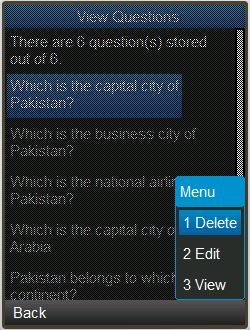 View Questions
There are 6 question(s) stored
out of 6.
Which is the capital city of
Pakistan?
Which is the business city of
Pakistan?
Which is the national airlin
Pakistan?
Which is the capital city o
Arabia
Pakistan belongs to which
continent?
Menu
1 Delete
2 Edit
3 View
Back